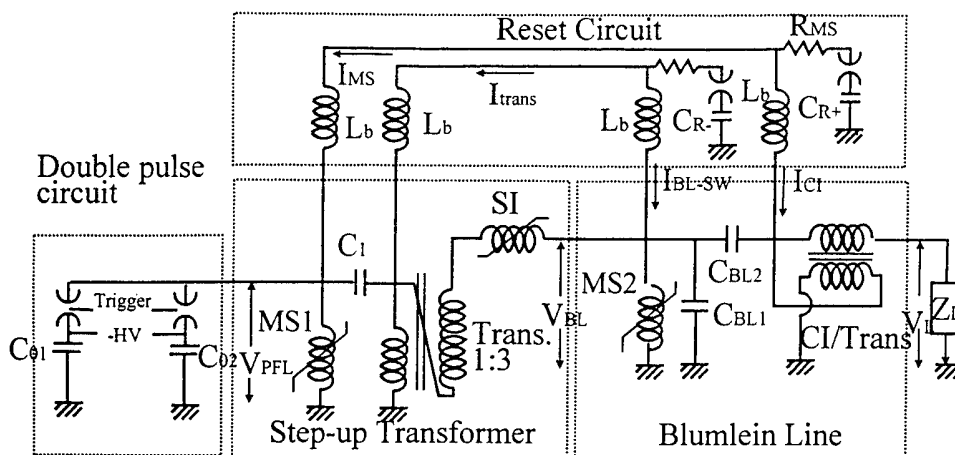 Reset Circuit
RMS
IMS
Itrans
Lb
Lb
Lb
CR-
Lb
CR+
Double pulse
circuit
IBL-SW
ICI
SI
C1
CBL2
Trigger
-HV
C01
C02
VPFL
MS1
Trans.
1:3
VBL
MS2
CBL1
CI/Trans
Step-up Transformer
Blumlein Line